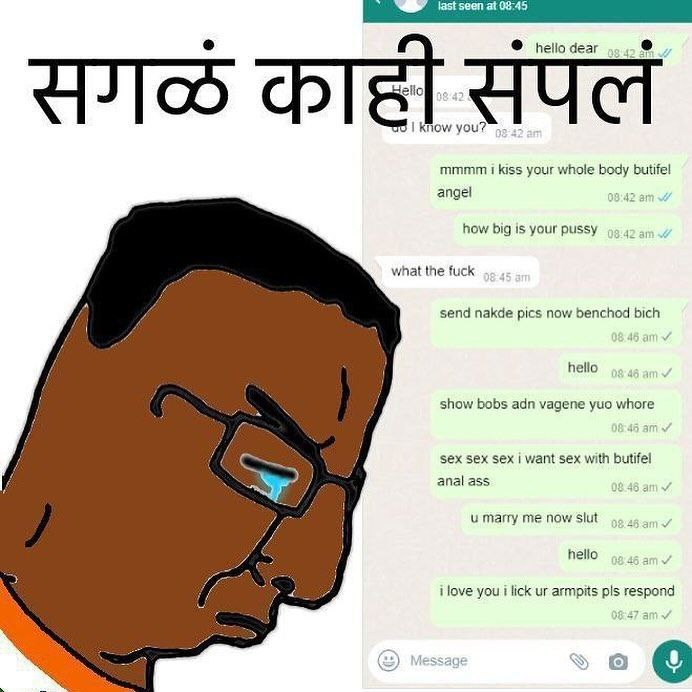 last seen at 08:45
सगळं काही संपलं
hello dear 08:42 am
Hello 08:42
do I know you? 08:42 am
mmmm i kiss your whole body butifel
angel 08:42 am
how big is your pussy 08:42 am
what the fuck 08:45 am
send nakde pics now benchod bich
08:46 am
hello 08:46 am
show bobs adn vagene yuo whore
08:46 am
sex sex sex i want sex with butifel
anal ass 08:46 am
u marry me now slut 08:46 am
hello 08:46 am
i love you i lick ur armpits pls respond
08:47 am
Message